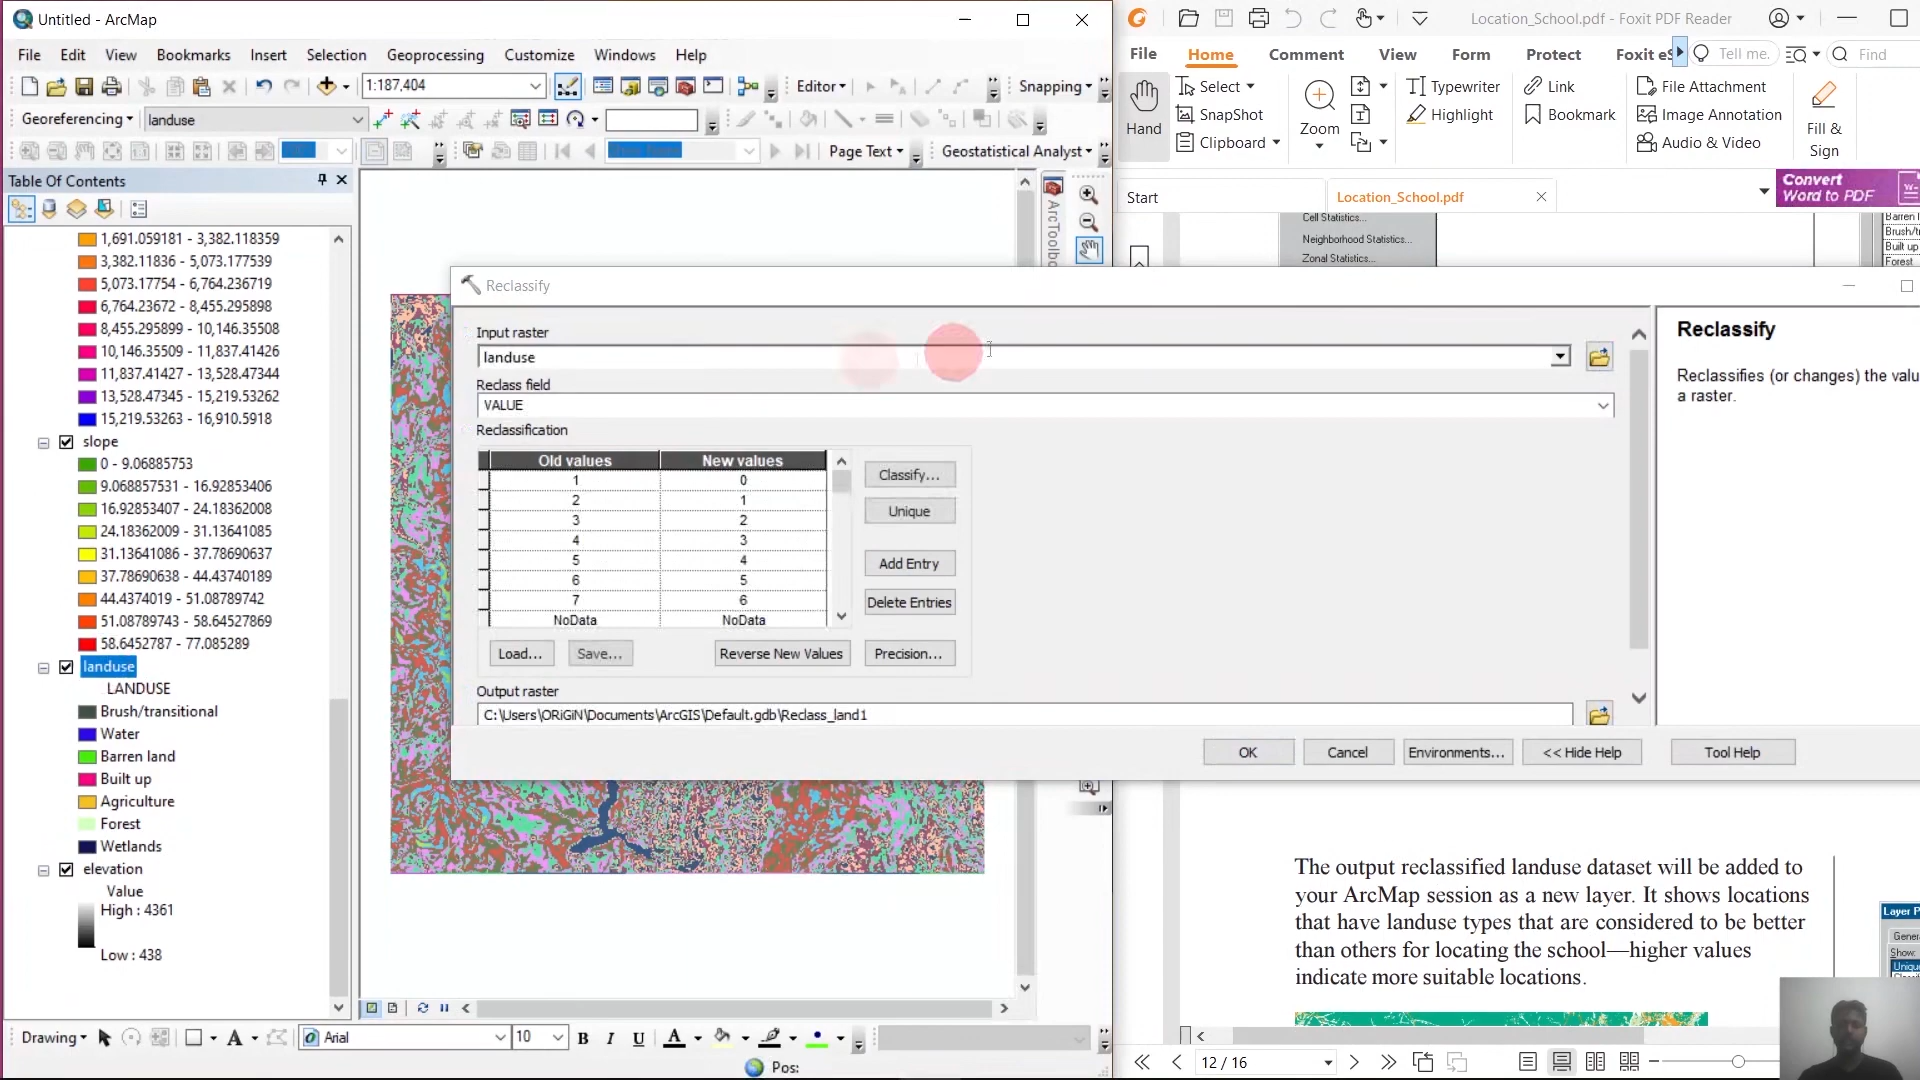 Untitled - ArcMap
File Edit View Bookmarks Insert Selection Geoprocessing Customize Windows Help
1:187,404
Editor
Snapping
Georeferencing
landuse
Page Text
Geostatistical Analyst
Table Of Contents
1,691.059181 - 3,382.118359
3,382.11836 - 5,073.177539
5,073.17754 - 6,764.236719
6,764.23672 - 8,455.295898
8,455.295899 - 10,146.35508
10,146.35509 - 11,837.41426
11,837.41427 - 13,528.47344
13,528.47345 - 15,219.53262
15,219.53263 - 16,910.5918
slope
0 - 9.06885753
9.068857531 - 16.92853406
16.92853407 - 24.18362008
24.18362009 - 31.13641085
31.13641086 - 37.78690637
37.78690638 - 44.43740189
44.4374019 - 51.08789742
51.08789743 - 58.64527869
58.6452787 - 77.085289
landuse
LANDUSE
Brush/transitional
Water
Barren land
Built up
Agriculture
Forest
Wetlands
elevation
Value
High : 4361
Low : 438
ArcToolbo
Drawing
Arial
10
B I U A
Pos:
Reclassify
Input raster
landuse
Reclass field
VALUE
Reclassification
Old values New values
1 0
2 1
3 2
4 3
5 4
6 5
7 6
NoData NoData
Classify...
Unique
Add Entry
Delete Entries
Load...
Save...
Reverse New Values
Precision...
Output raster
C:\Users\ORiGiN\Documents\ArcGIS\Default.gdb\Reclass_land1
OK
Cancel
Environments...
<< Hide Help
Tool Help
Reclassify
Reclassifies (or changes) the valu
a raster.
Location_School.pdf - Foxit PDF Reader
File Home Comment View Form Protect Foxit eS
Tell me.
Find
Hand
Select
SnapShot
Clipboard
Zoom
Typewriter
Highlight
Link
Bookmark
File Attachment
Image Annotation
Audio & Video
Fill &
Sign
Start
Location_School.pdf
Convert
Word to PDF
Cell Statistics...
Neighborhood Statistics...
Zonal Statistics...
Barren l
Brush/t
Built up
Forest
The output reclassified landuse dataset will be added to
your ArcMap session as a new layer. It shows locations
that have landuse types that are considered to be better
than others for locating the school—higher values
indicate more suitable locations.
Layer P
Gener
Show:
Uniqu
12 / 16